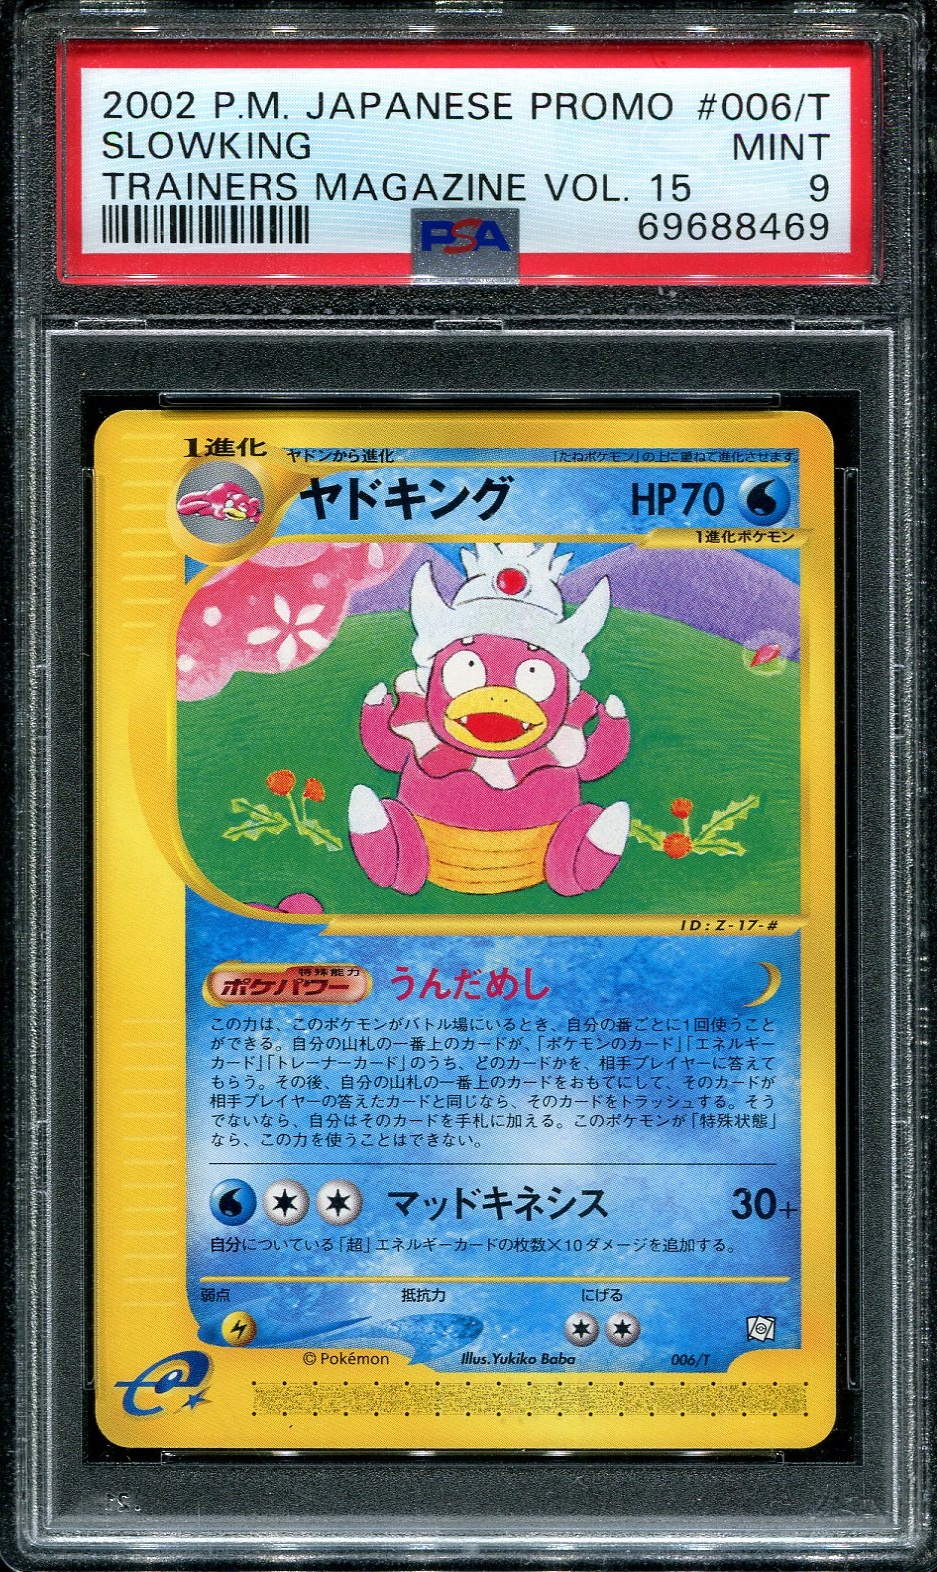 2002 P.M. JAPANESE PROMO #006/T
SLOWKING MINT
TRAINERS MAGAZINE VOL. 15 9
69688469
PSA
1進化 ヤドンから進化 「たねポケモン」の上に重ねて進化させます
ヤドキング HP70
1進化ポケモン
ID:Z-17-#
特殊能力
ポケパワー うんだめし
この力は、このポケモンがバトル場にいるとき、自分の番ごとに1回使うこと
ができる。自分の山札の一番上のカードが、「ポケモンのカード」「エネルギー
カード」「トレーナーカード」のうち、どのカードかを、相手プレイヤーに答えて
もらう。その後、自分の山札の一番上のカードをおもてにして、そのカードが
相手プレイヤーの答えたカードと同じなら、そのカードをトラッシュする。そう
でないなら、自分はそのカードを手札に加える。このポケモンが「特殊状態」
なら、この力を使うことはできない。
マッドキネシス 30+
自分についている「超」エネルギーカードの枚数×10ダメージを追加する。
弱点 抵抗力 にげる
© Pokémon Illus.Yukiko Baba 006/T
e